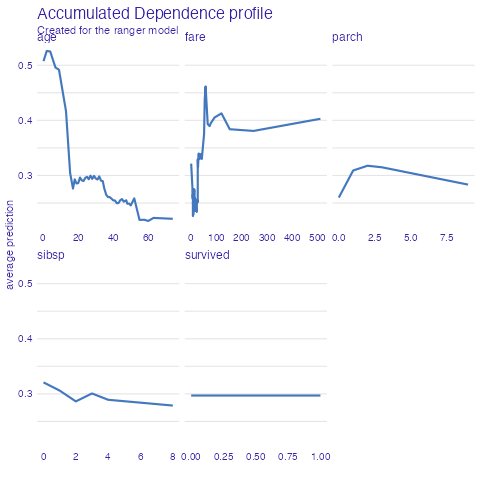 Accumulated Dependence profile
Created for the ranger model
age fare parch
0.5
0.4
0.3
0 20 40 60 0 100 200 300 400 500 0.0 2.5 5.0 7.5
average prediction
sibsp survived
0.5
0.4
0.3
0 2 4 6 8 0.00 0.25 0.50 0.75 1.00